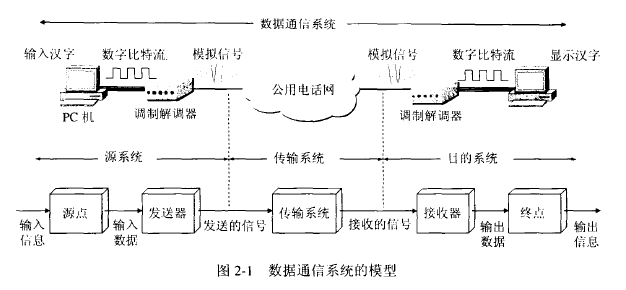 数据通信系统
输入汉字
数字比特流
模拟信号
模拟信号
数字比特流
显示汉字
公用电话网
PC 机
调制解调器
调制解调器
源系统
传输系统
目的系统
源点
发送器
传输系统
接收器
终点
输入
信息
输入
数据
发送的信号
接收的信号
输出
数据
输出
信息
图 2-1 数据通信系统的模型